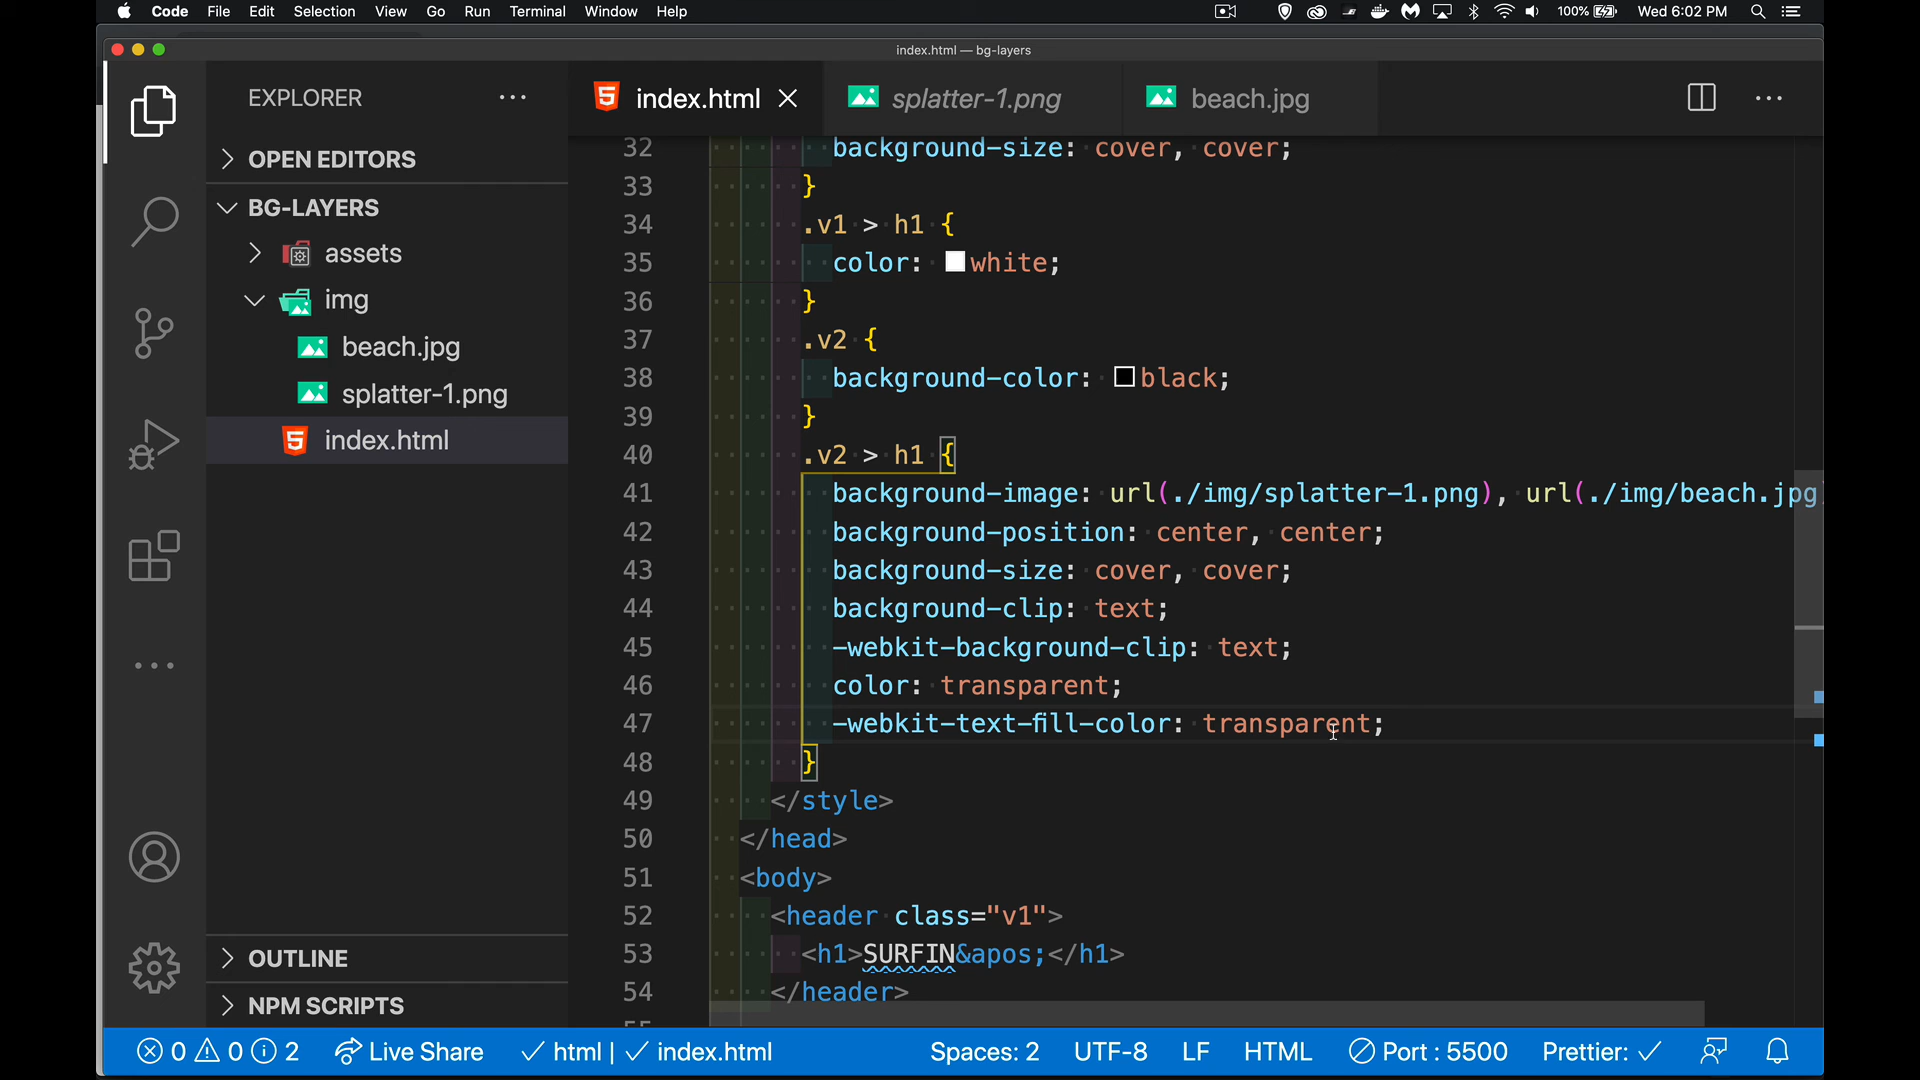 Code File Edit Selection View Go Run Terminal Window Help 100% Wed 6:02 PM
index.html — bg-layers
EXPLORER
index.html
splatter-1.png
beach.jpg
OPEN EDITORS
BG-LAYERS
assets
img
beach.jpg
splatter-1.png
index.html
OUTLINE
NPM SCRIPTS
32 background-size: cover, cover;
33 }
34 .v1 > h1 {
35 color: white;
36 }
37 .v2 {
38 background-color: black;
39 }
40 .v2 > h1 {
41 background-image: url(./img/splatter-1.png), url(./img/beach.jpg
42 background-position: center, center;
43 background-size: cover, cover;
44 background-clip: text;
45 -webkit-background-clip: text;
46 color: transparent;
47 -webkit-text-fill-color: transparent;
48 }
49 </style>
50 </head>
51 <body>
52 <header class="v1">
53 <h1>SURFIN&apos;</h1>
54 </header>
0 0 2 Live Share html | index.html Spaces: 2 UTF-8 LF HTML Port : 5500 Prettier: